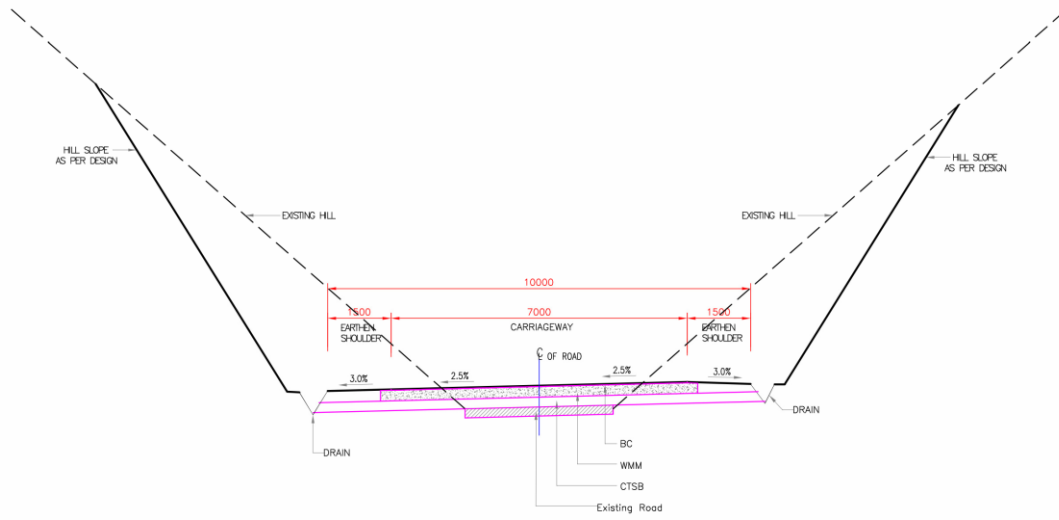 HILL SLOPE
AS PER DESIGN
HILL SLOPE
AS PER DESIGN
EXISTING HILL
EXISTING HILL
10000
1500
7000
1500
EARTHEN
SHOULDER
CARRIAGEWAY
EARTHEN
SHOULDER
℄ OF ROAD
3.0%
2.5%
2.5%
3.0%
DRAIN
DRAIN
BC
WMM
CTSB
Existing Road